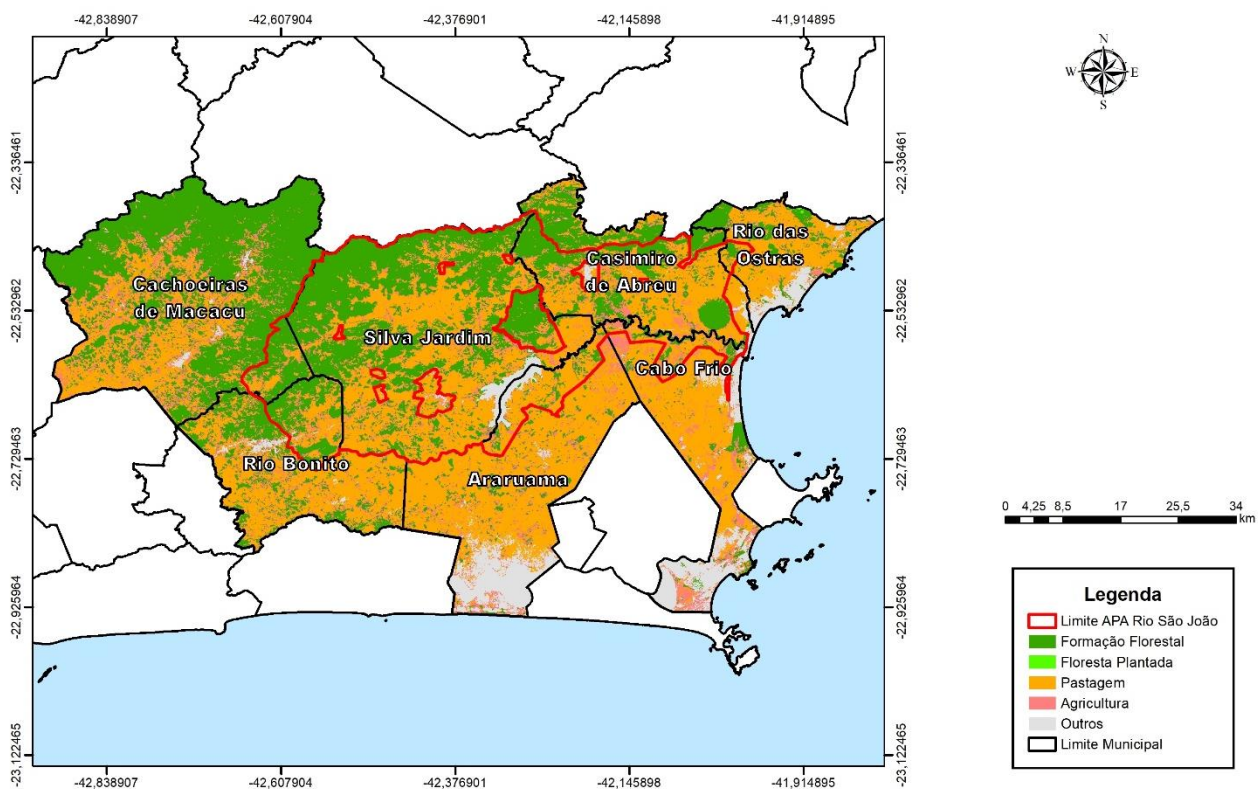 -42,838907 -42,607904 -42,376901 -42,145898 -41,914895
N
W E
S
-22,336461 -22,336461
Rio das
Ostras
Casimiro
de Abreu
Cachoeiras
de Macacu
-22,532962 -22,532962
Silva Jardim
Cabo Frio
Rio Bonito
-22,729463 -22,729463
Araruama
0 4,25 8,5 17 25,5 34
km
-22,925964 -22,925964
Legenda
Limite APA Rio São João
Formação Florestal
Floresta Plantada
Pastagem
Agricultura
Outros
Limite Municipal
-23,122465 -23,122465
-42,838907 -42,607904 -42,376901 -42,145898 -41,914895